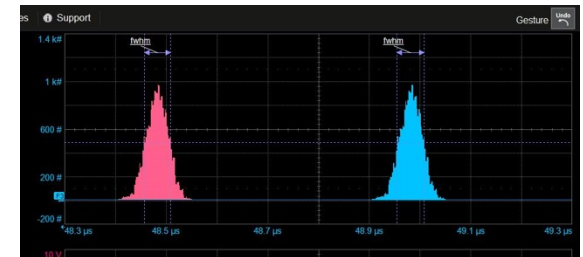 es Support Gesture Undo
1.4 k#
fwhm fwhm
1 k#
600 #
200 #
-200 #
48.3 µs 48.5 µs 48.7 µs 48.9 µs 49.1 µs 49.3 µs
10 V